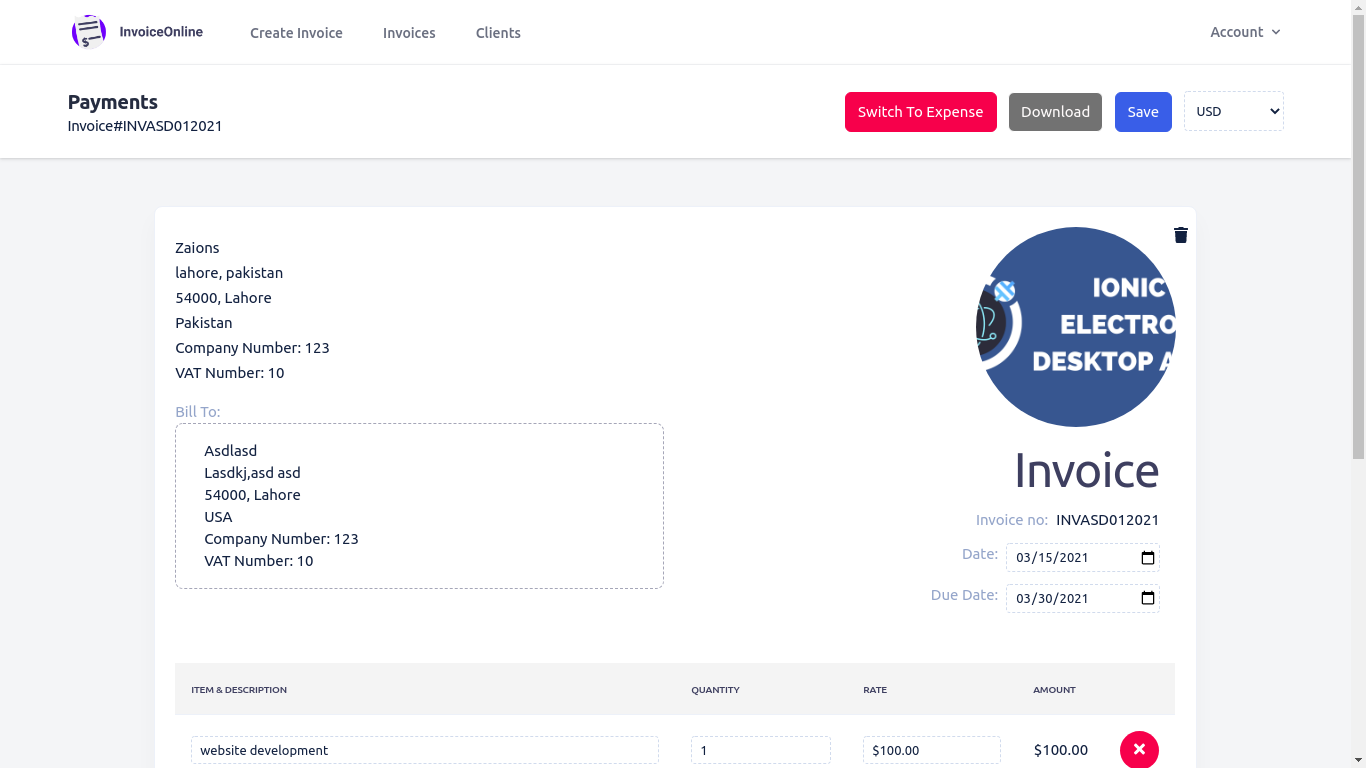 InvoiceOnline
Create Invoice
Invoices
Clients
Account
Payments
Invoice#INVASD012021
Switch To Expense
Download
Save
USD
Zaions
lahore, pakistan
54000, Lahore
Pakistan
Company Number: 123
VAT Number: 10
IONIC
ELECTRO
DESKTOP A
Bill To:
Asdlasd
Lasdkj,asd asd
54000, Lahore
USA
Company Number: 123
VAT Number: 10
Invoice
Invoice no: INVASD012021
Date: 03/15/2021
Due Date: 03/30/2021
ITEM & DESCRIPTION QUANTITY RATE AMOUNT
website development 1 $100.00 $100.00